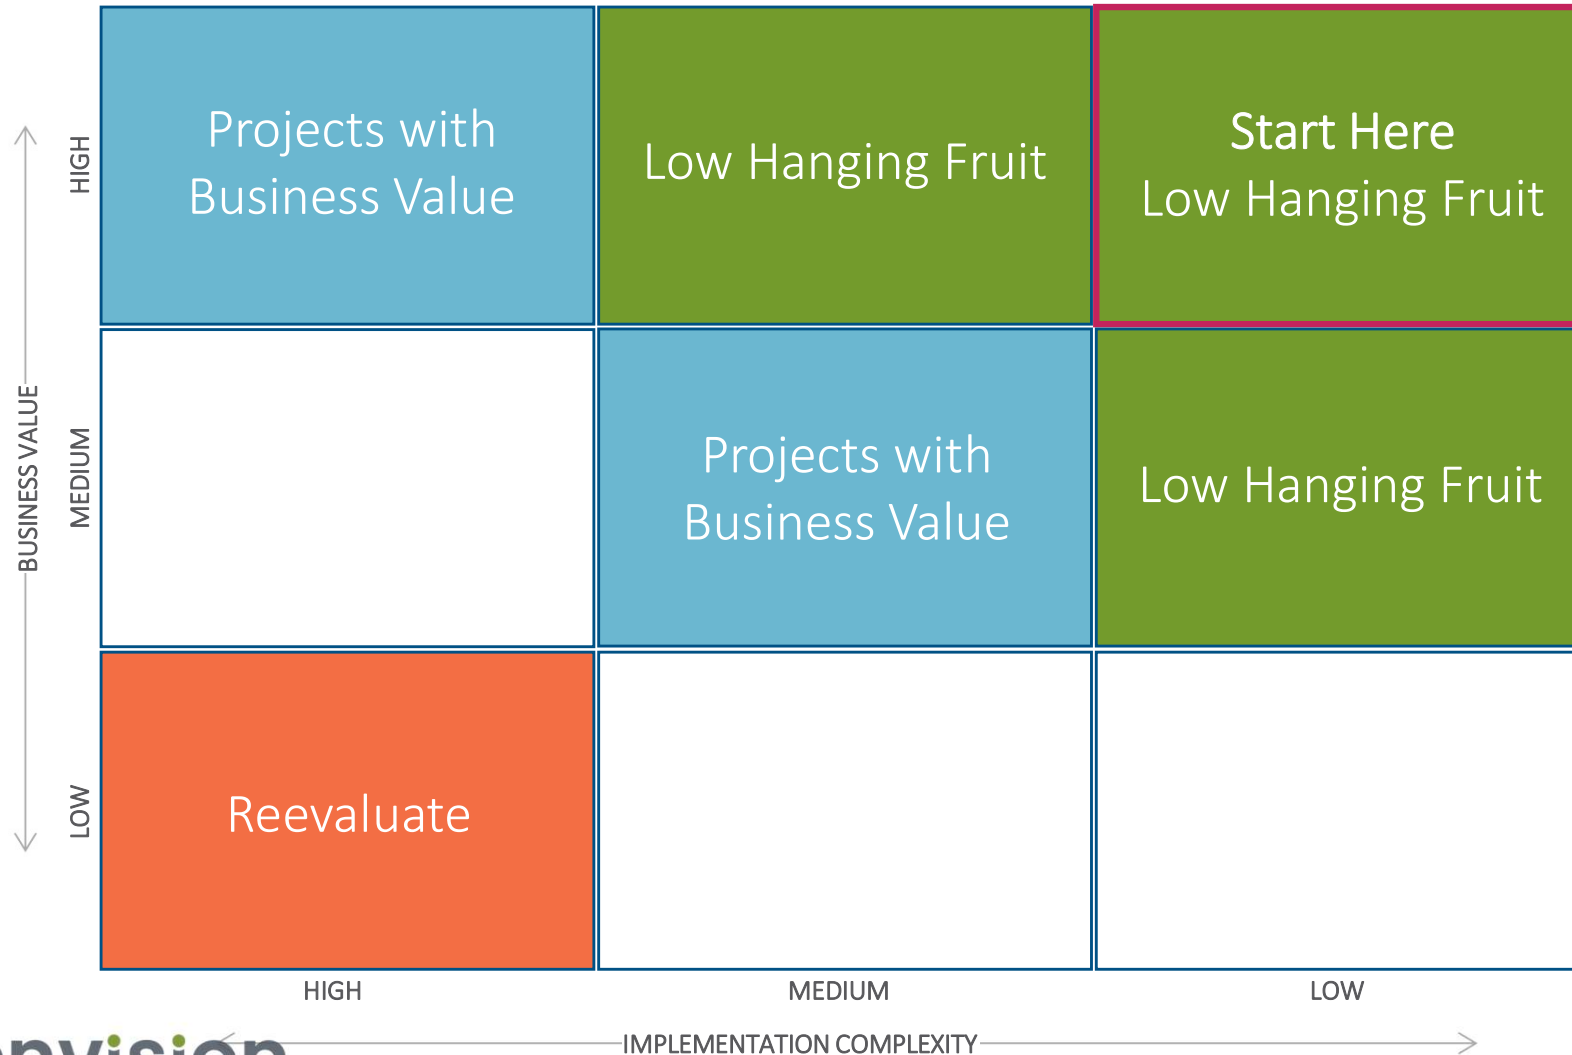 HIGH
Projects with
Business Value
Low Hanging Fruit
Start Here
Low Hanging Fruit
BUSINESS VALUE
MEDIUM
Projects with
Business Value
Low Hanging Fruit
LOW
Reevaluate
HIGH
MEDIUM
LOW
IMPLEMENTATION COMPLEXITY